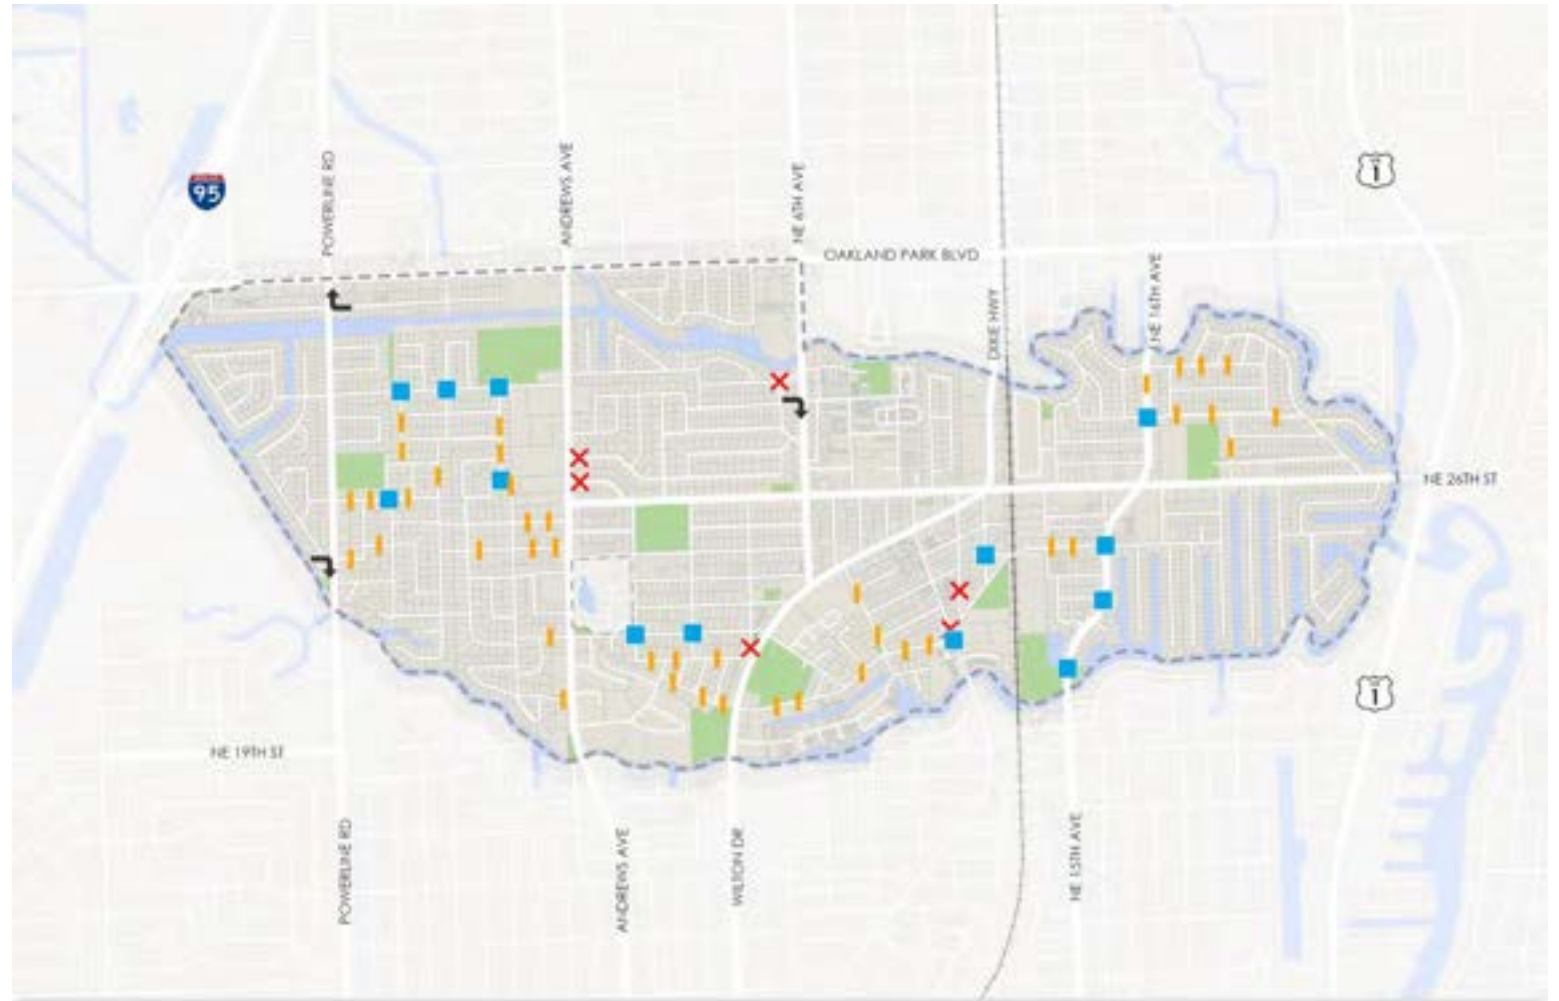 1
95
POWERLINE RD
ANDREWS AVE
NE 6TH AVE
OAKLAND PARK BLVD
NE 16TH AVE
DIXIE HWY
NE 26TH ST
1
NE 19TH ST
POWERLINE RD
ANDREWS AVE
WILTON DR
NE 15TH AVE